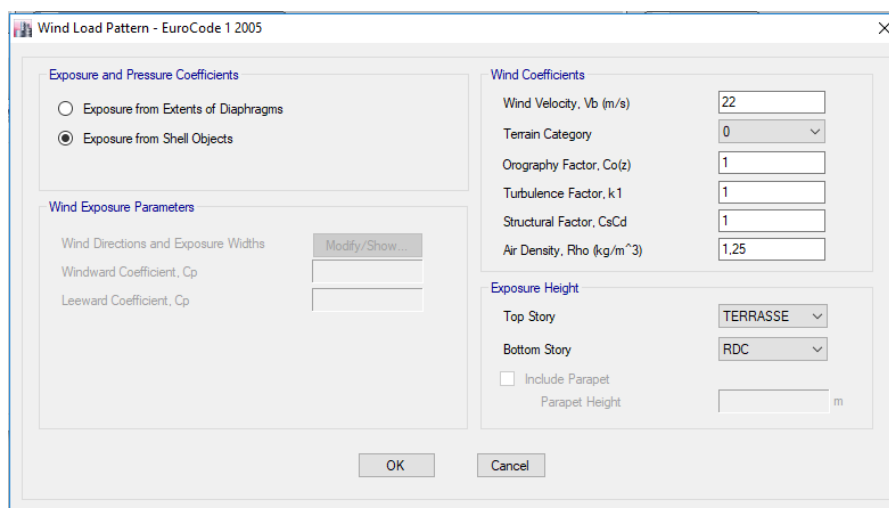 Wind Load Pattern - EuroCode 1 2005
Exposure and Pressure Coefficients
Exposure from Extents of Diaphragms
Exposure from Shell Objects
Wind Exposure Parameters
Wind Directions and Exposure Widths Modify/Show...
Windward Coefficient, Cp
Leeward Coefficient, Cp
Wind Coefficients
Wind Velocity, Vb (m/s) 22
Terrain Category 0
Orography Factor, Co(z) 1
Turbulence Factor, k1 1
Structural Factor, CsCd 1
Air Density, Rho (kg/m^3) 1,25
Exposure Height
Top Story TERRASSE
Bottom Story RDC
Include Parapet
Parapet Height m
OK Cancel